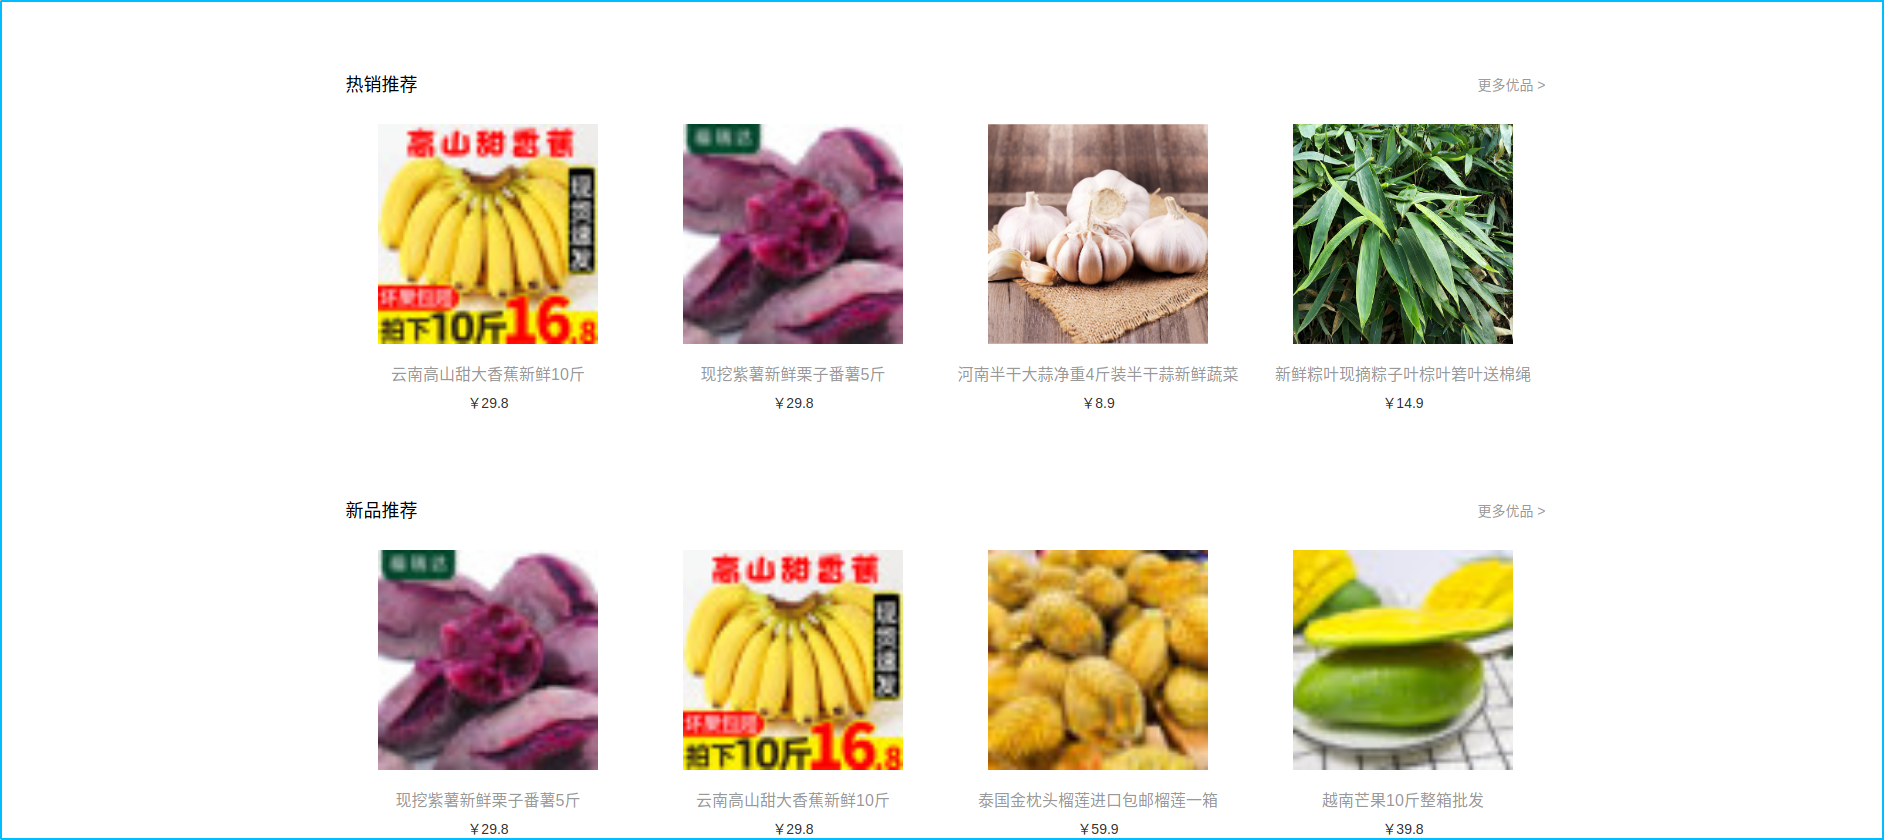 热销推荐
更多优品 >
高山甜香蕉
现货速发
坏果包赔
拍下10斤16.8
福瑞达
云南高山甜大香蕉新鲜10斤
现挖紫薯新鲜栗子番薯5斤
河南半干大蒜净重4斤装半干蒜新鲜蔬菜
新鲜粽叶现摘粽子叶棕叶箬叶送棉绳
¥29.8
¥29.8
¥8.9
¥14.9
新品推荐
更多优品 >
福瑞达
高山甜香蕉
现货速发
坏果包赔
拍下10斤16.8
现挖紫薯新鲜栗子番薯5斤
云南高山甜大香蕉新鲜10斤
泰国金枕头榴莲进口包邮榴莲一箱
越南芒果10斤整箱批发
¥29.8
¥29.8
¥59.9
¥39.8